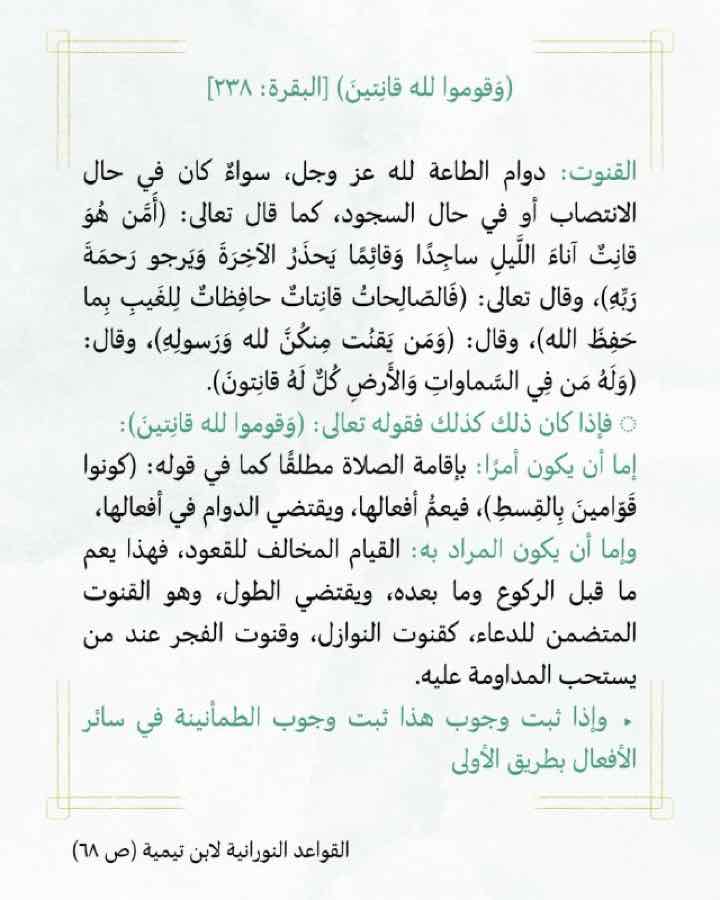 (وَقوموا لله قانِتينَ) [البقرة: ٢٣٨]
القنوت: دوام الطاعة لله عز وجل، سواءٌ كان في حال
الانتصاب أو في حال السجود، كما قال تعالى: (أَمَّن هُوَ
قانِتٌ آناءَ اللَّيلِ ساجِدًا وَقائِمًا يَحذَرُ الآخِرَةَ وَيَرجو رَحمَةَ
رَبِّهِ)، وقال تعالى: (فَالصّالِحاتُ قانِتاتٌ حافِظاتٌ لِلغَيبِ بِما
حَفِظَ الله)، وقال: (وَمَن يَقنُت مِنكُنَّ لله وَرَسولِهِ)، وقال:
(وَلَهُ مَن فِي السَّماواتِ وَالأَرضِ كُلٌّ لَهُ قانِتونَ).
○ فإذا كان ذلك كذلك فقوله تعالى: (وَقوموا لله قانِتينَ):
إما أن يكون أمرًا: بإقامة الصلاة مطلقًا كما في قوله: (كونوا
قَوّامينَ بِالقِسطِ)، فيعمُّ أفعالها، ويقتضي الدوام في أفعالها،
وإما أن يكون المراد به: القيام المخالف للقعود، فهذا يعم
ما قبل الركوع وما بعده، ويقتضي الطول، وهو القنوت
المتضمن للدعاء، كقنوت النوازل، وقنوت الفجر عند من
يستحب المداومة عليه.
‣ وإذا ثبت وجوب هذا ثبت وجوب الطمأنينة في سائر
الأفعال بطريق الأولى
القواعد النورانية لابن تيمية (ص ٦٨)